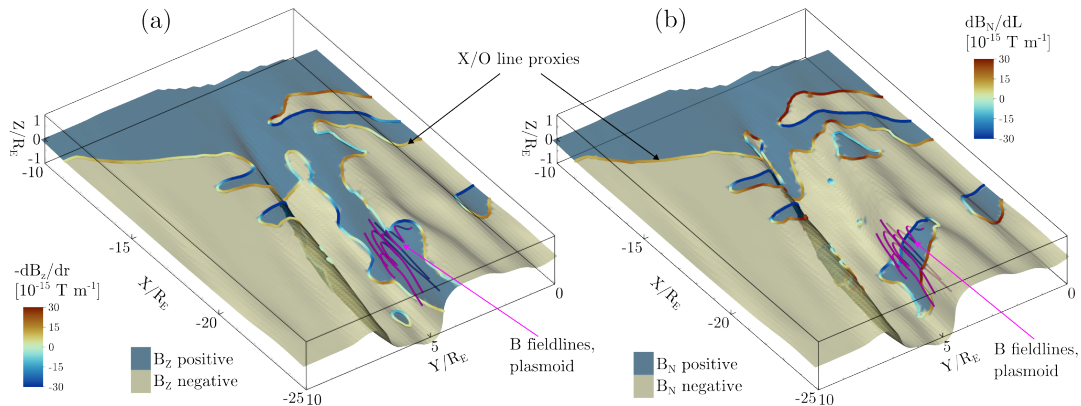 (a)
(b)
dB_N/dL
[10^-15 T m^-1]
30
15
0
-15
-30
X/O line proxies
Z/R_E
1
0
-1
-10
-15
X/R_E
-20
-25
10
Y/R_E
5
0
-dB_z/dr
[10^-15 T m^-1]
30
15
0
-15
-30
B_Z positive
B_Z negative
B fieldlines,
plasmoid
Z/R_E
1
0
-1
-10
-15
X/R_E
-20
-25
10
Y/R_E
5
0
B_N positive
B_N negative
B fieldlines,
plasmoid